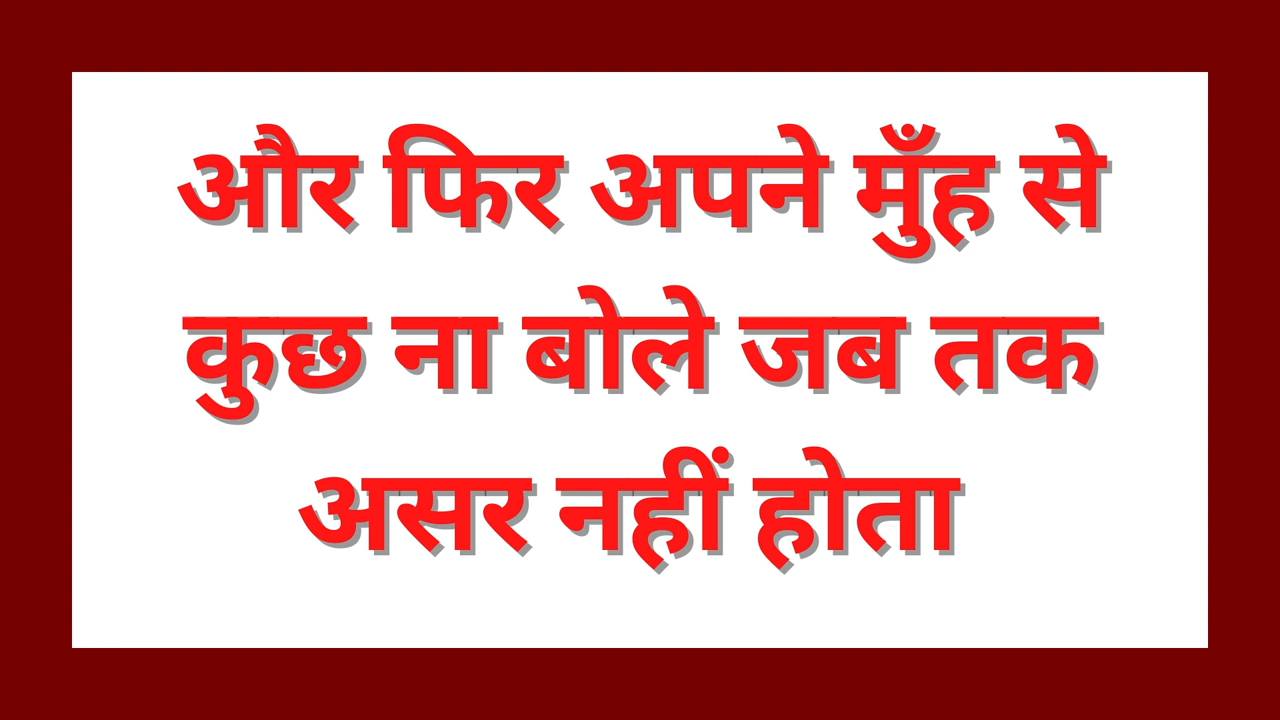 और फिर अपने मुँह से
कुछ ना बोले जब तक
असर नहीं होता